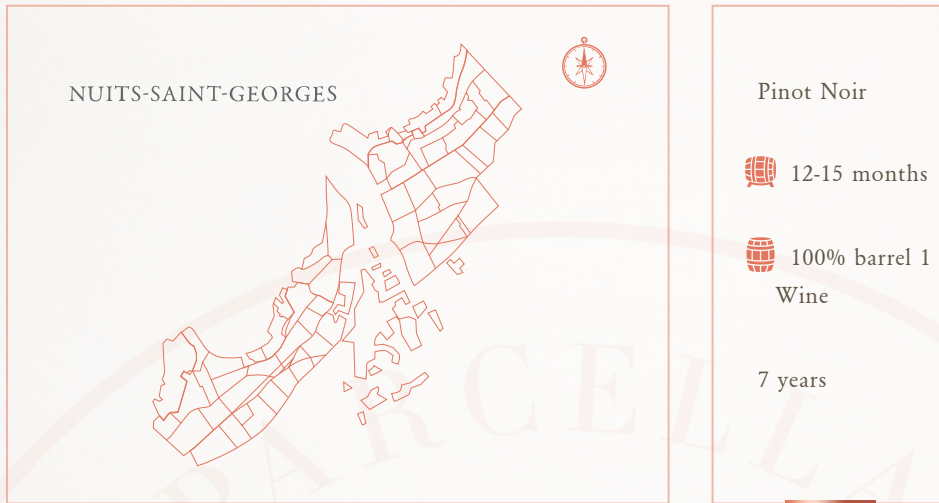 NUITS-SAINT-GEORGES
Pinot Noir
12-15 months
100% barrel 1
Wine
7 years
PARCELLA